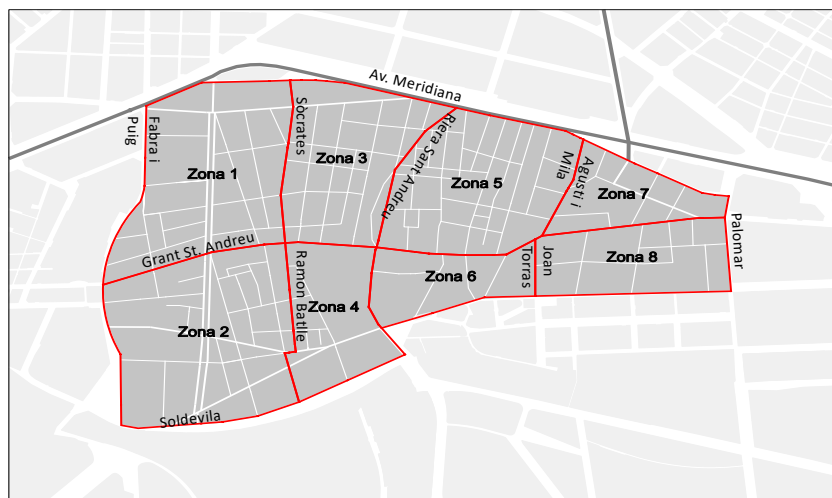 Av. Meridiana
Fabra i
Puig
Sòcrates
Riera Sant Andreu
Zona 1
Zona 3
Zona 5
Agustí i
Mila
Zona 7
Grant St. Andreu
Palomar
Ramon Batlle
Zona 6
Joan
Torras
Zona 8
Zona 2
Zona 4
Soldevila